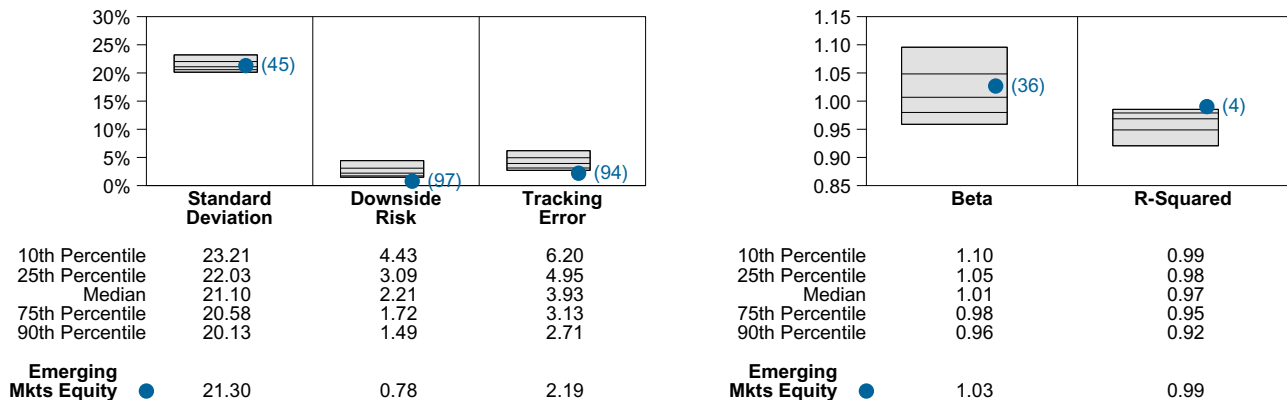 30%
25%
20%
15%
10%
5%
0%
(45)
(97)
(94)
Standard
Deviation
Downside
Risk
Tracking
Error
10th Percentile 23.21 4.43 6.20
25th Percentile 22.03 3.09 4.95
Median 21.10 2.21 3.93
75th Percentile 20.58 1.72 3.13
90th Percentile 20.13 1.49 2.71
Emerging
Mkts Equity 21.30 0.78 2.19
1.15
1.10
1.05
1.00
0.95
0.90
0.85
(36)
(4)
Beta R-Squared
10th Percentile 1.10 0.99
25th Percentile 1.05 0.98
Median 1.01 0.97
75th Percentile 0.98 0.95
90th Percentile 0.96 0.92
Emerging
Mkts Equity 1.03 0.99